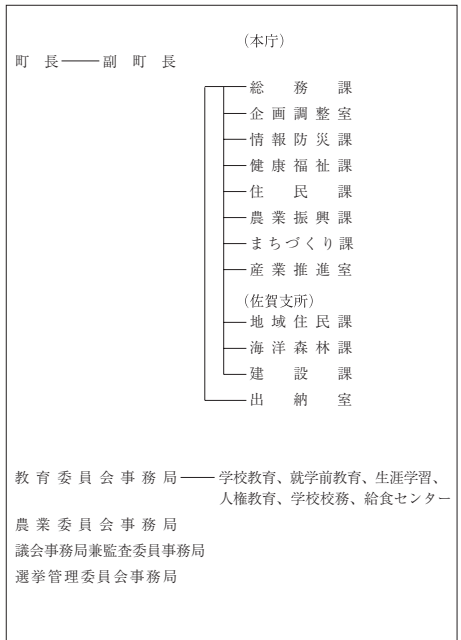 (本庁)
町長 副町長
総務課
企画調整室
情報防災課
健康福祉課
住民課
農業振興課
まちづくり課
産業推進室
(佐賀支所)
地域住民課
海洋森林課
建設課
出納室
教育委員会事務局 学校教育、就学前教育、生涯学習、
人権教育、学校校務、給食センター
農業委員会事務局
議会事務局兼監査委員事務局
選挙管理委員会事務局